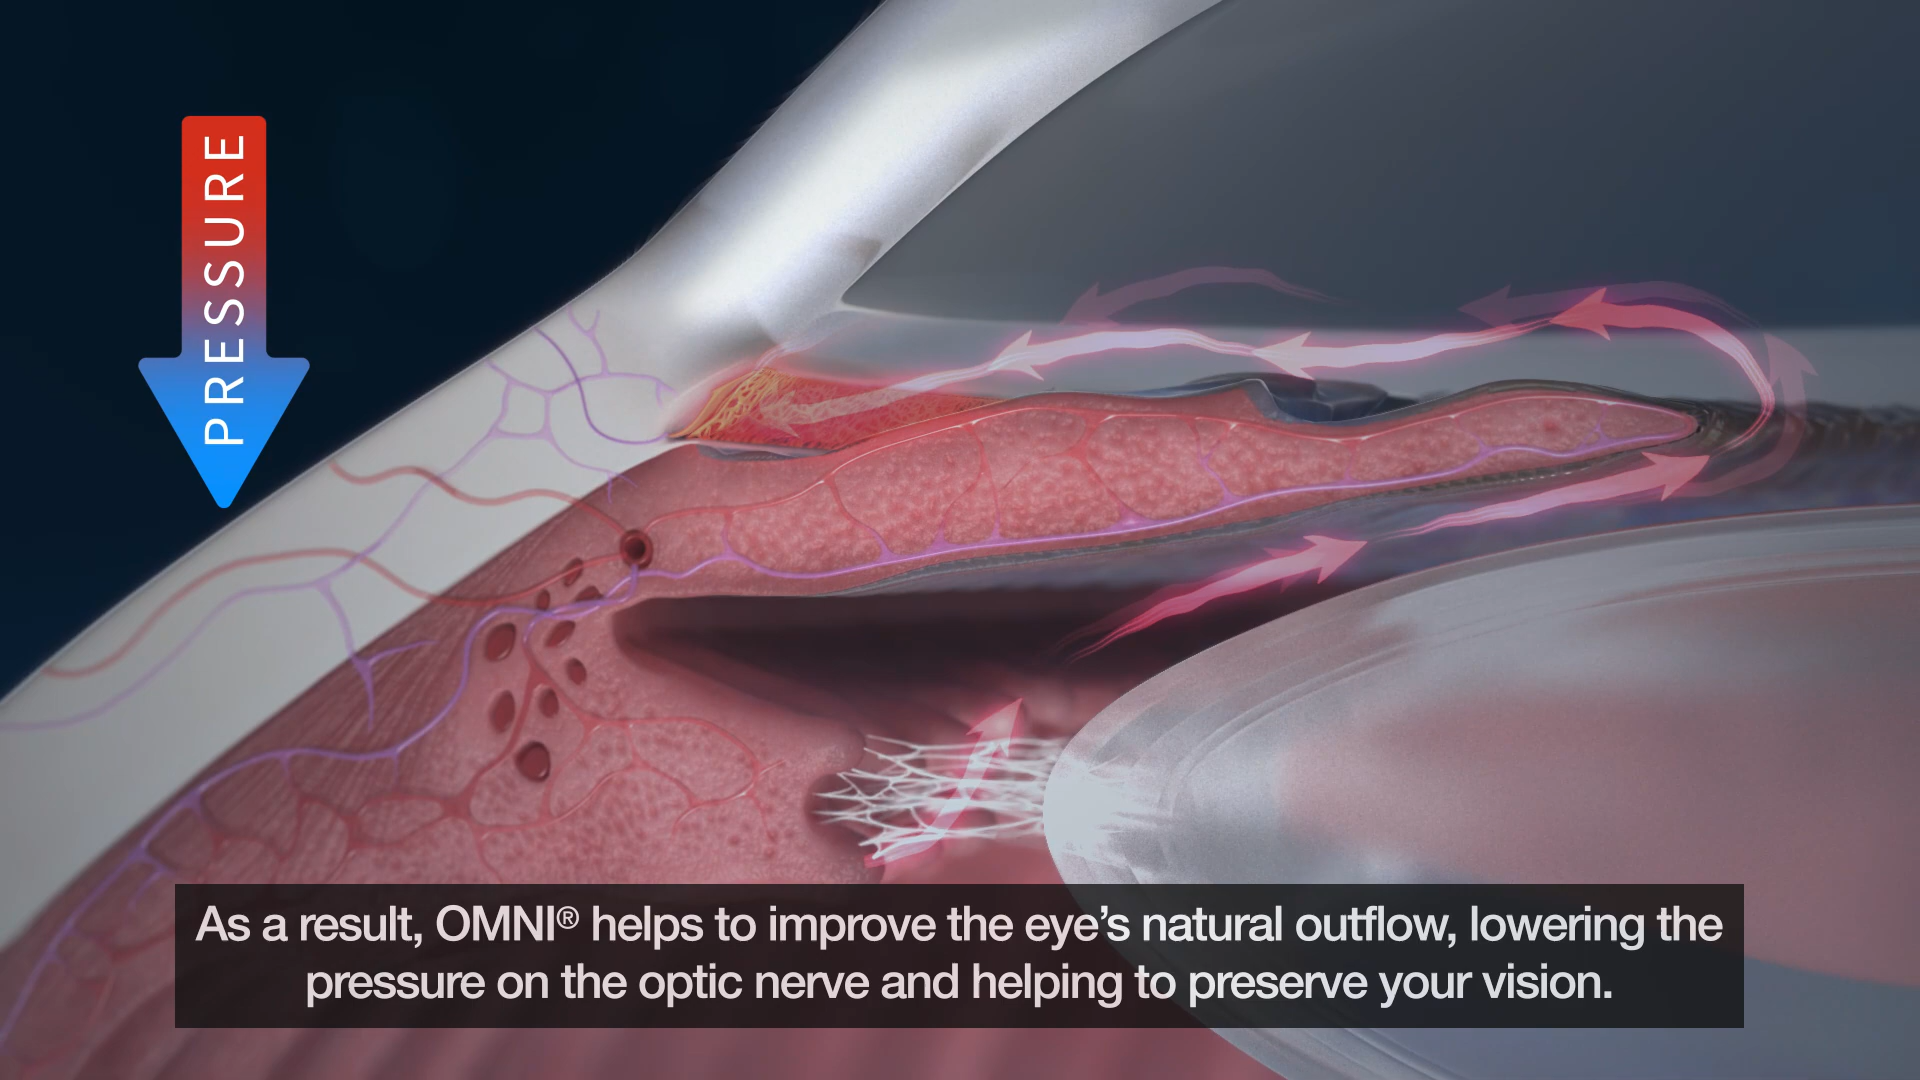 PRESSURE
As a result, OMNI® helps to improve the eye’s natural outflow, lowering the
pressure on the optic nerve and helping to preserve your vision.